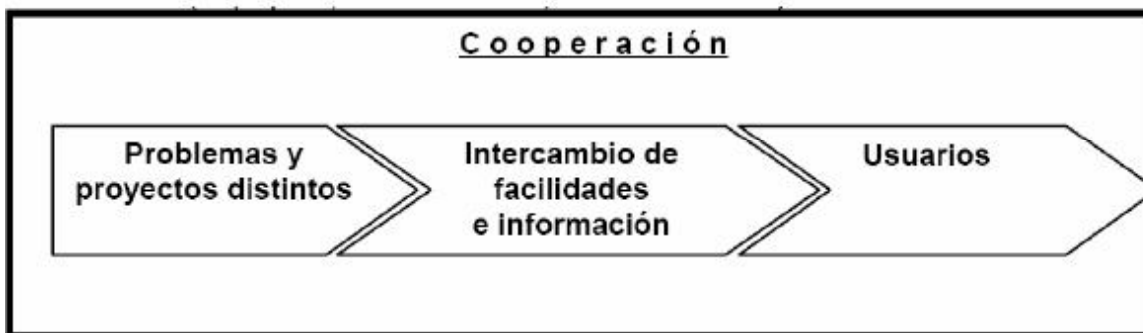 Cooperación
Problemas y
proyectos distintos
Intercambio de
facilidades
e información
Usuarios